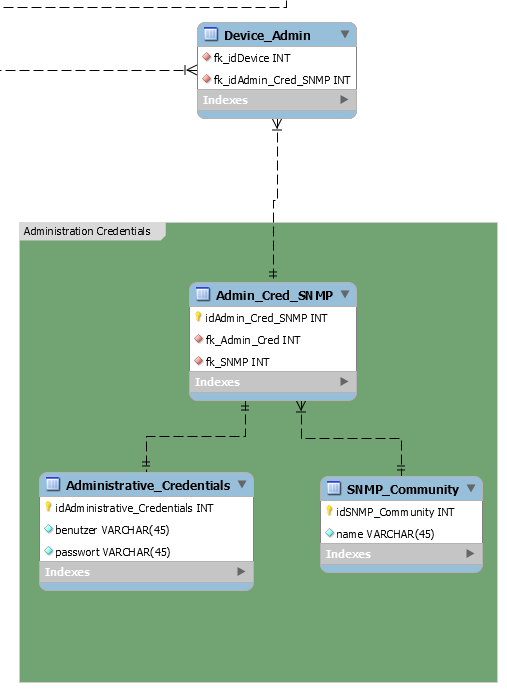 Device_Admin
fk_idDevice INT
fk_idAdmin_Cred_SNMP INT
Indexes
Administration Credentials
Admin_Cred_SNMP
idAdmin_Cred_SNMP INT
fk_Admin_Cred INT
fk_SNMP INT
Indexes
Administrative_Credentials
idAdministrative_Credentials INT
benutzer VARCHAR(45)
passwort VARCHAR(45)
Indexes
SNMP_Community
idSNMP_Community INT
name VARCHAR(45)
Indexes